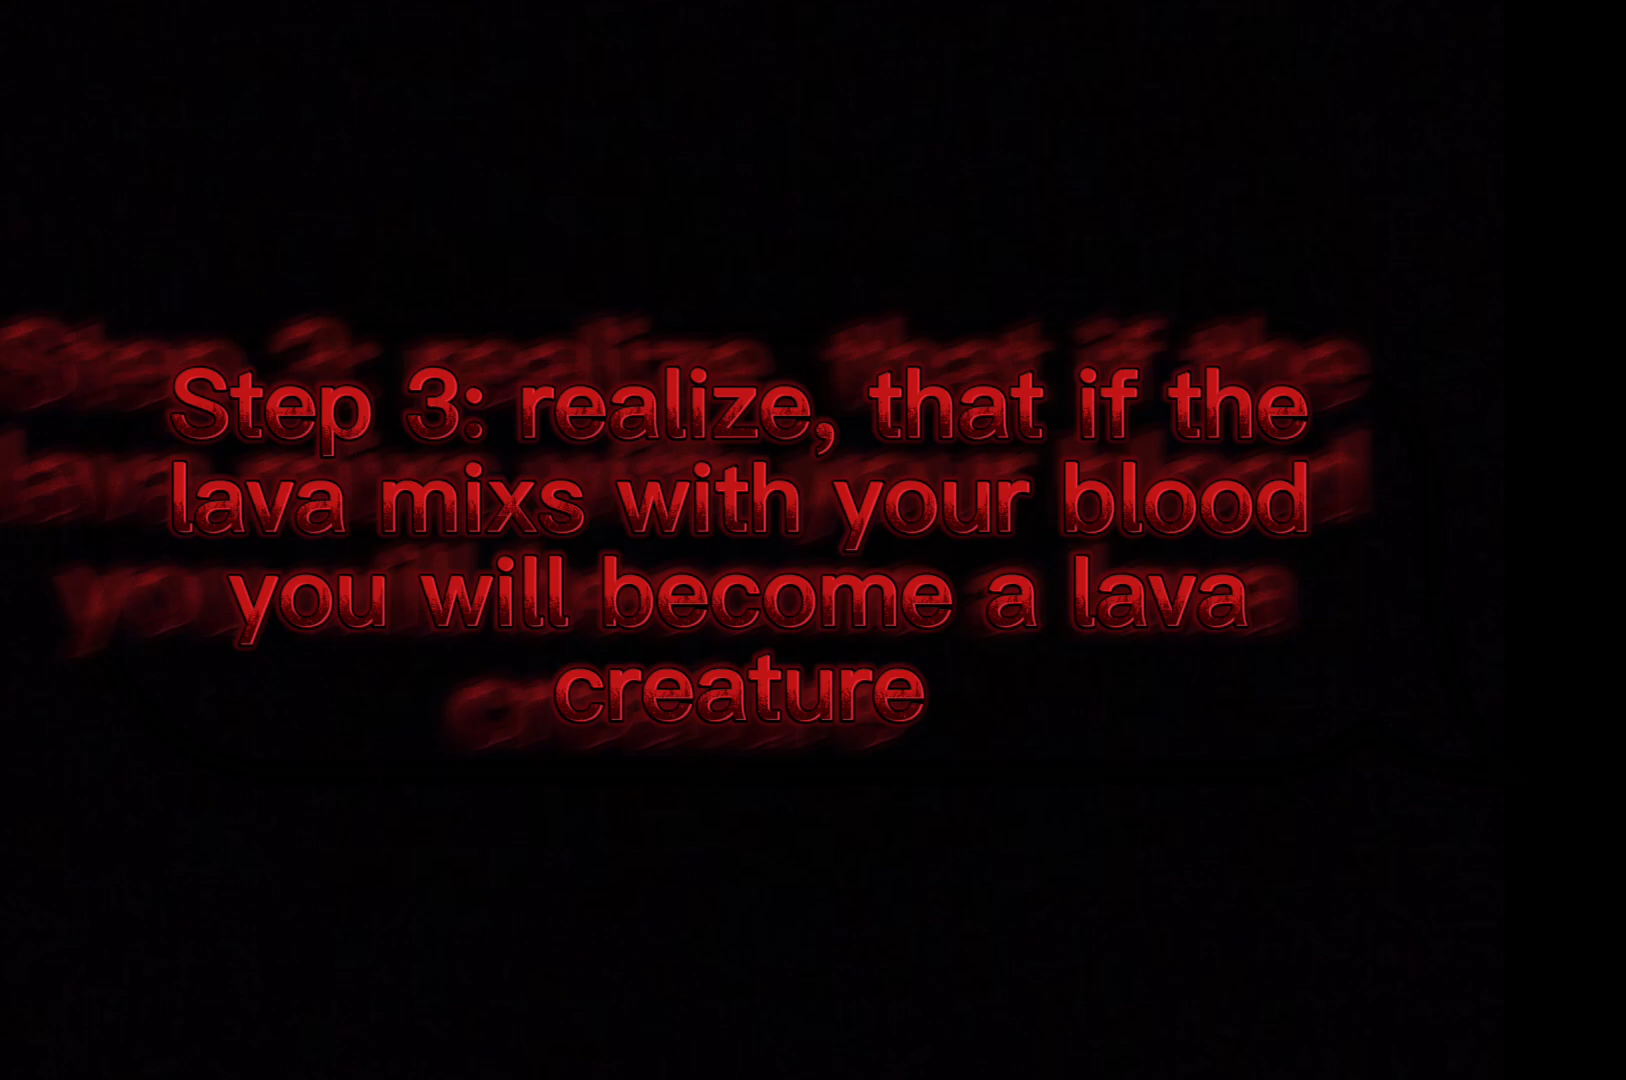 Step 3: realize, that if the
lava mixs with your blood
you will become a lava
creature